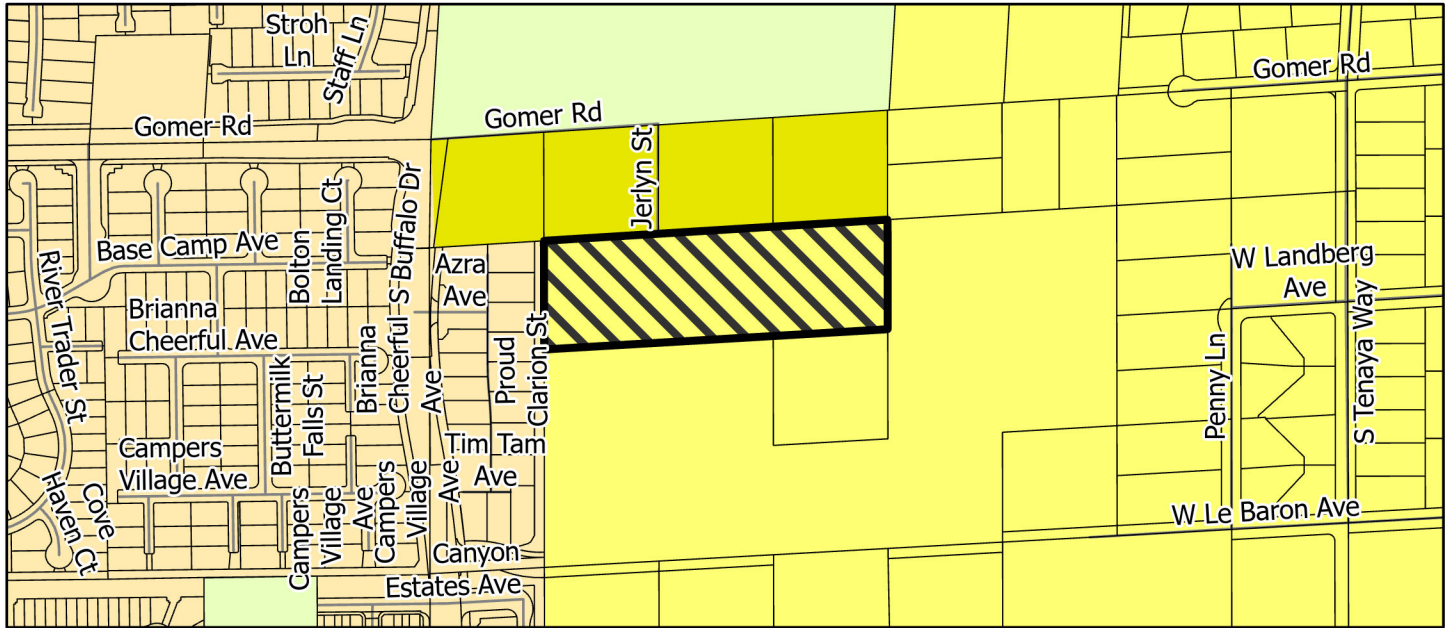 Stroh
Ln
Staff Ln
Gomer Rd
Gomer Rd
Gomer Rd
Jerlyn St
S Buffalo Dr
Bolton
Landing Ct
Base Camp Ave
Azra
Ave
W Landberg
Ave
River Trader St
Brianna
Cheerful Ave
Brianna
Cheerful
Ave
Buttermilk
Falls St
Proud
Clarion St
Penny Ln
S Tenaya Way
Campers
Village Ave
Tim Tam
Ave
Campers
Village
Ave
Campers
Village
Ave
Cove
Haven Ct
W Le Baron Ave
Canyon
Estates Ave